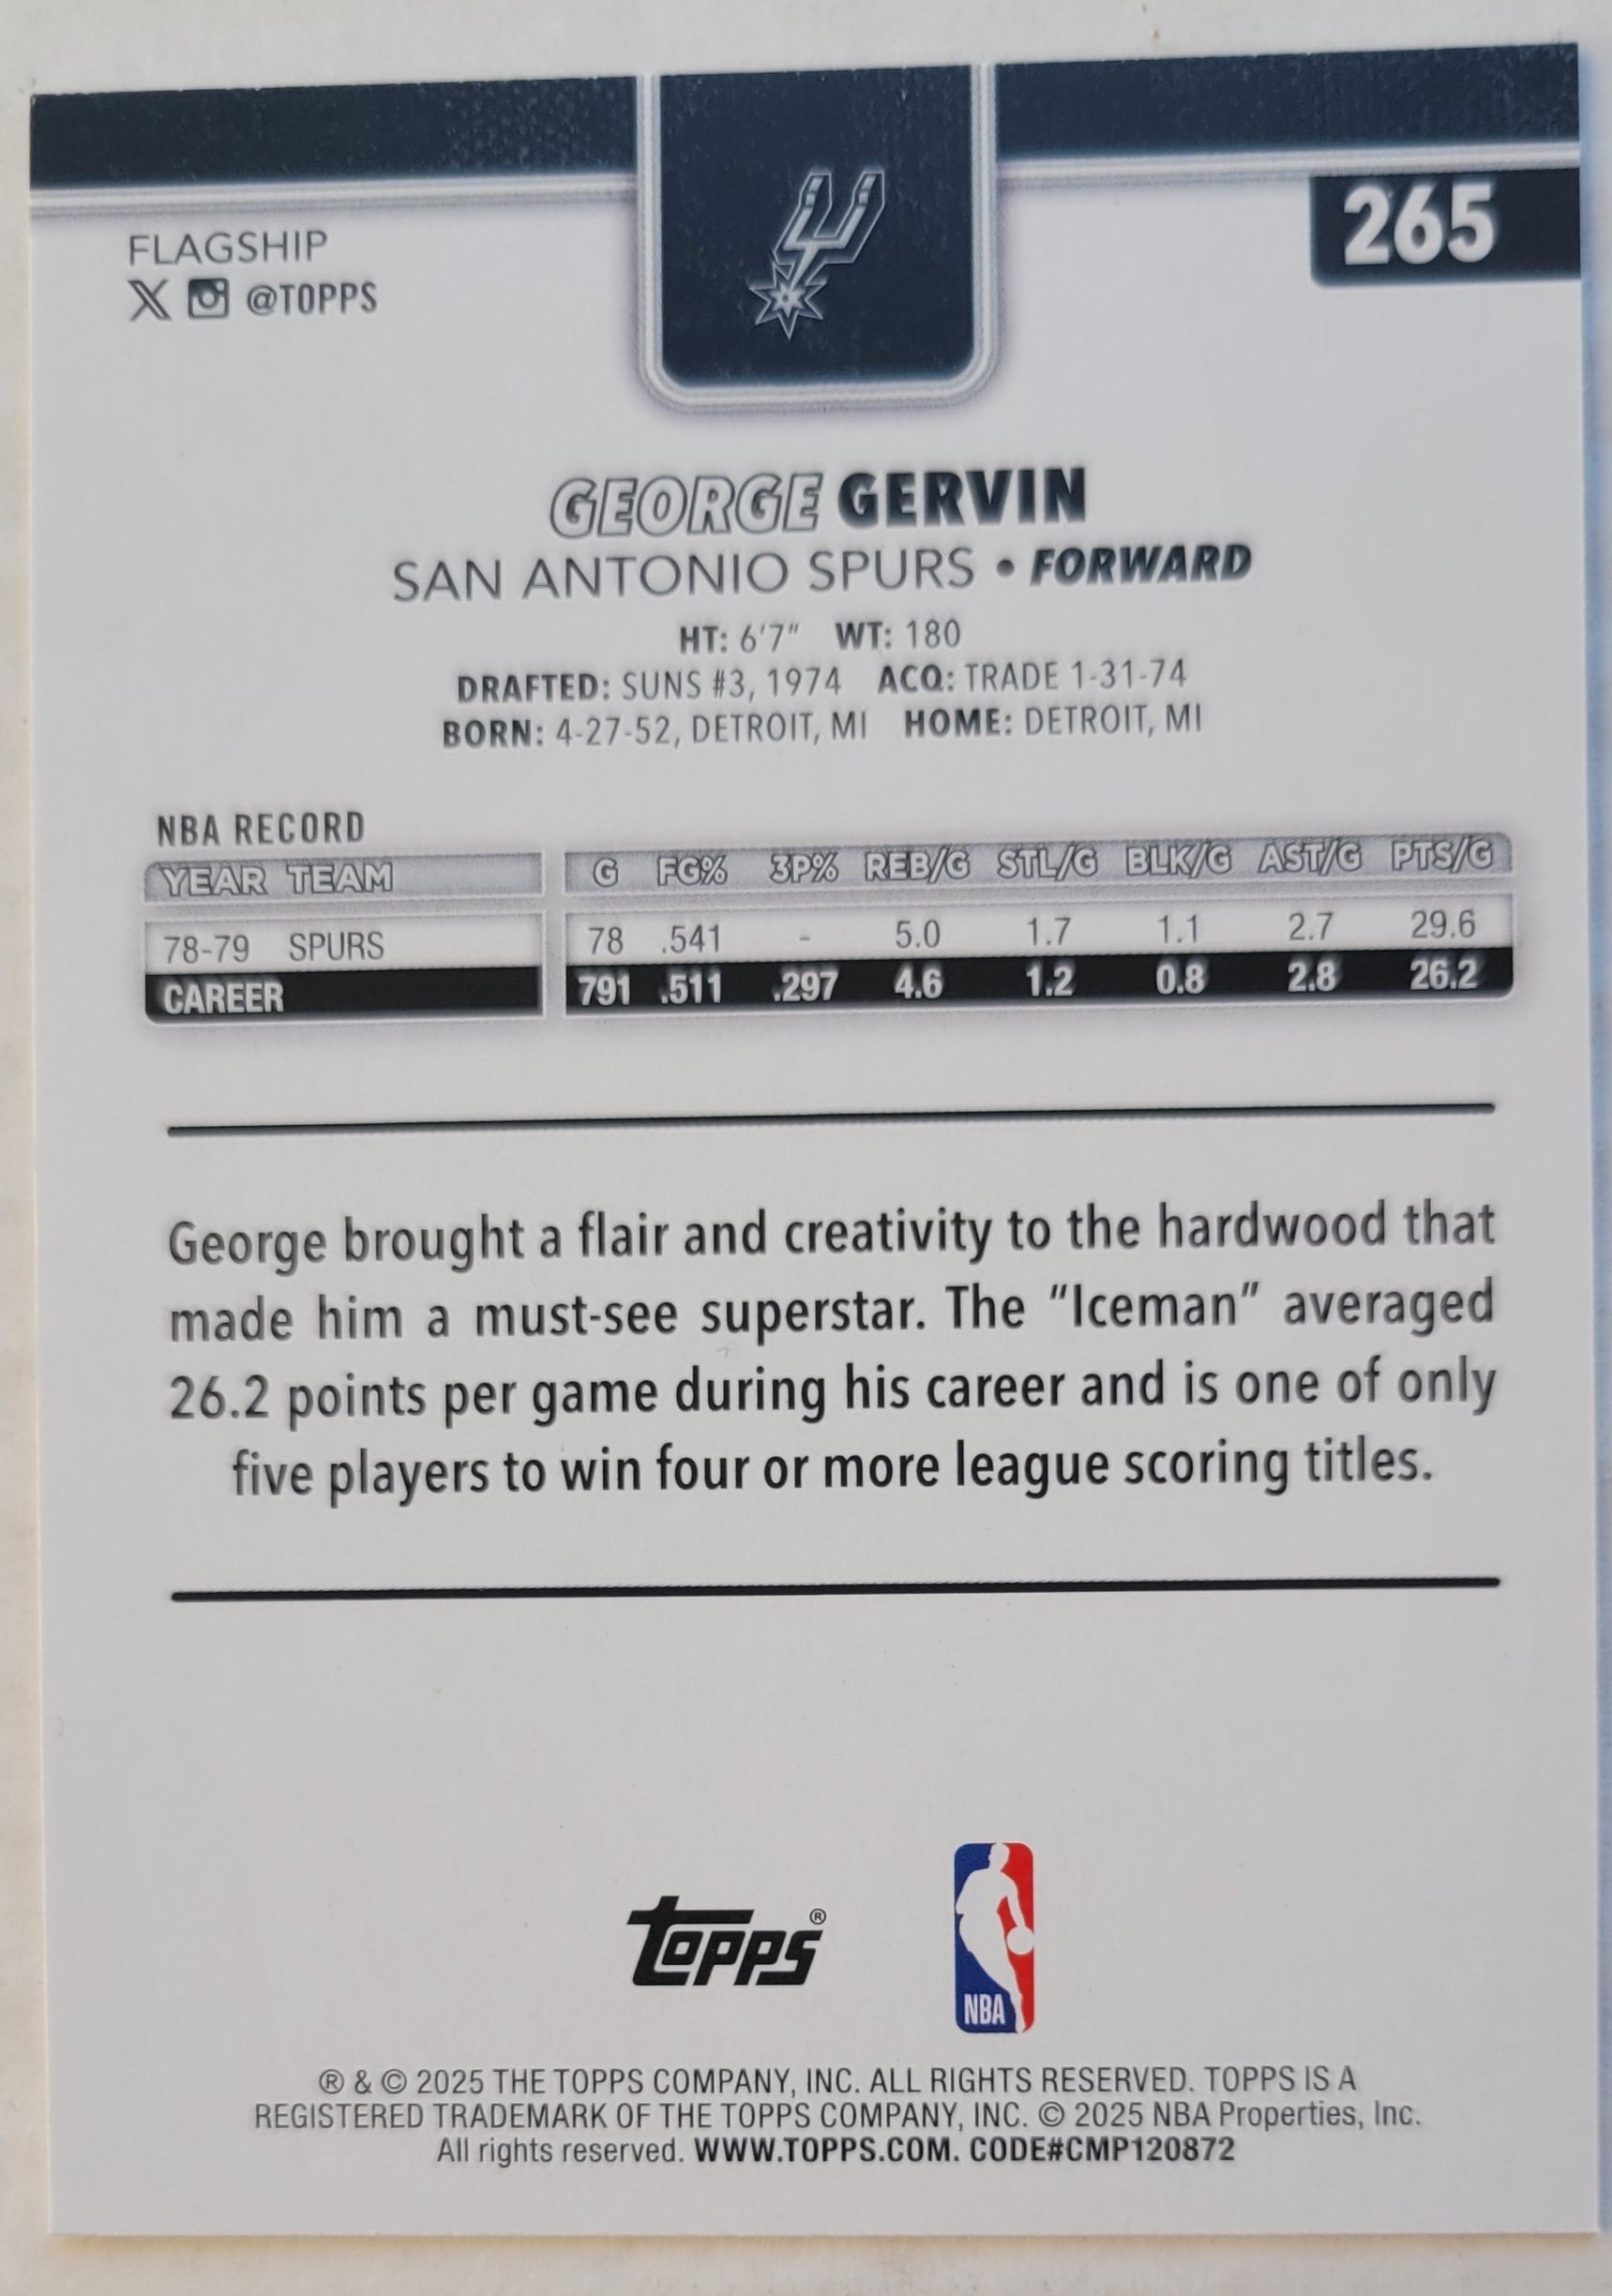 265
FLAGSHIP
X @TOPPS
GEORGE GERVIN
SAN ANTONIO SPURS • FORWARD
HT: 6'7" WT: 180
DRAFTED: SUNS #3, 1974 ACQ: TRADE 1-31-74
BORN: 4-27-52, DETROIT, MI HOME: DETROIT, MI
NBA RECORD
YEAR TEAM G FG% 3P% REB/G STL/G BLK/G AST/G PTS/G
78-79 SPURS 78 .541 - 5.0 1.7 1.1 2.7 29.6
CAREER 791 .511 .297 4.6 1.2 0.8 2.8 26.2
George brought a flair and creativity to the hardwood that
made him a must-see superstar. The "Iceman" averaged
26.2 points per game during his career and is one of only
five players to win four or more league scoring titles.
topps®
NBA
® & © 2025 THE TOPPS COMPANY, INC. ALL RIGHTS RESERVED. TOPPS IS A
REGISTERED TRADEMARK OF THE TOPPS COMPANY, INC. © 2025 NBA Properties, Inc.
All rights reserved. WWW.TOPPS.COM. CODE#CMP120872